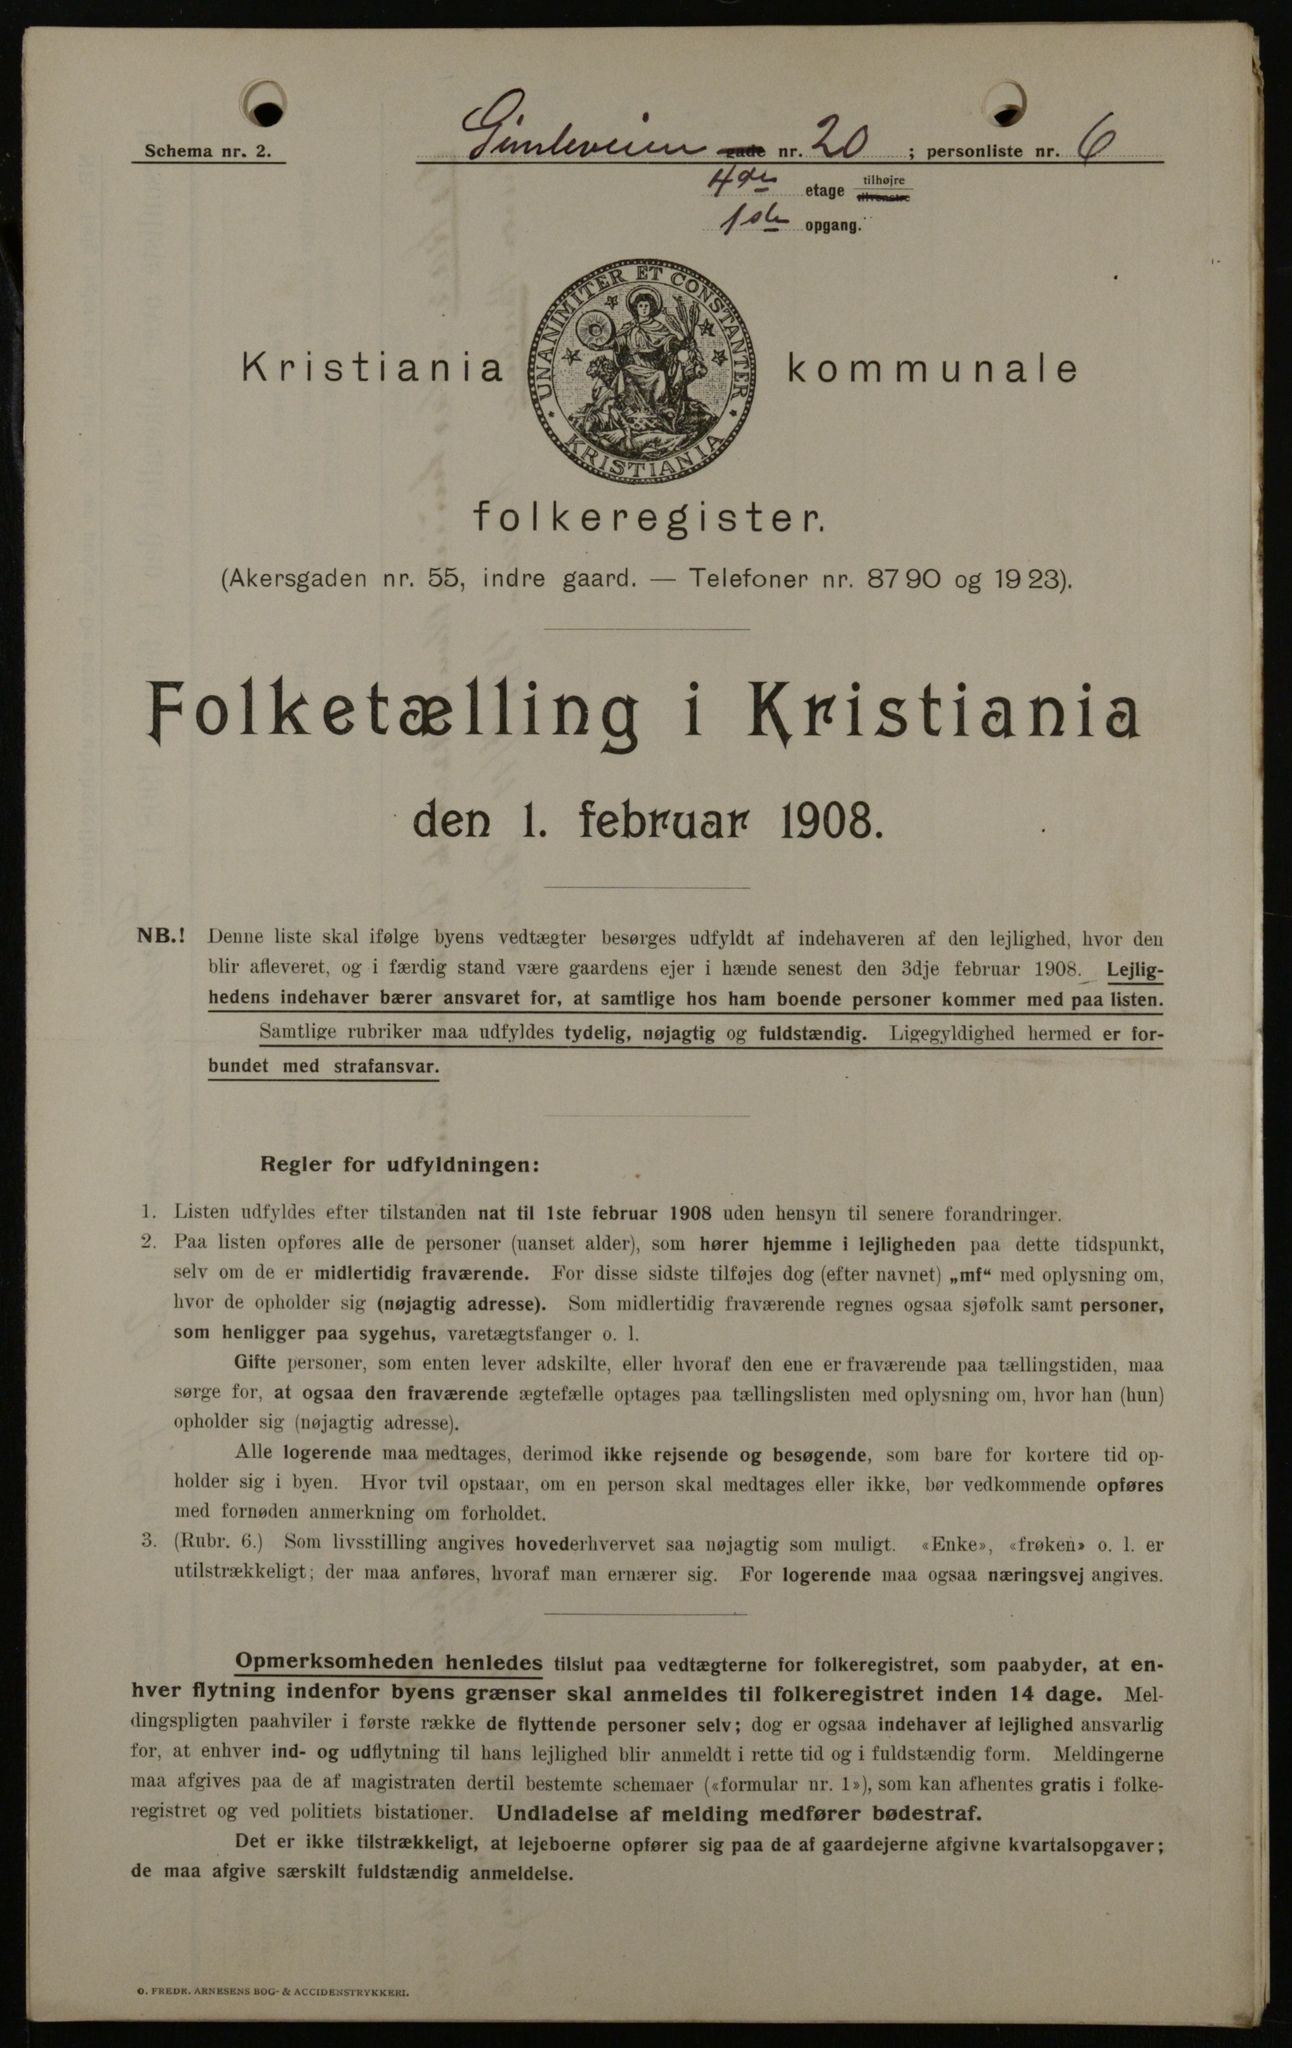 Schema nr. 2.
Gimleveien gade nr. 20 ; personliste nr. 6
4de etage tilhøjre tilvenstre
1ste opgang.
UNANIMITER ET CONSTANTER
KRISTIANIA
Kristiania kommunale
folkeregister.
(Akersgaden nr. 55, indre gaard. — Telefoner nr. 8790 og 1923).
Folketælling i Kristiania
den 1. februar 1908.
NB.! Denne liste skal ifølge byens vedtægter besørges udfyldt af indehaveren af den lejlighed, hvor den
blir afleveret, og i færdig stand være gaardens ejer i hænde senest den 3dje februar 1908. Lejlig-
hedens indehaver bærer ansvaret for, at samtlige hos ham boende personer kommer med paa listen.
Samtlige rubriker maa udfyldes tydelig, nøjagtig og fuldstændig. Ligegyldighed hermed er for-
bundet med strafansvar.
Regler for udfyldningen:
1. Listen udfyldes efter tilstanden nat til 1ste februar 1908 uden hensyn til senere forandringer.
2. Paa listen opføres alle de personer (uanset alder), som hører hjemme i lejligheden paa dette tidspunkt,
selv om de er midlertidig fraværende. For disse sidste tilføjes dog (efter navnet) „mf“ med oplysning om,
hvor de opholder sig (nøjagtig adresse). Som midlertidig fraværende regnes ogsaa sjøfolk samt personer,
som henligger paa sygehus, varetægtsfanger o. l.
Gifte personer, som enten lever adskilte, eller hvoraf den ene er fraværende paa tællingstiden, maa
sørge for, at ogsaa den fraværende ægtefælle optages paa tællingslisten med oplysning om, hvor han (hun)
opholder sig (nøjagtig adresse).
Alle logerende maa medtages, derimod ikke rejsende og besøgende, som bare for kortere tid op-
holder sig i byen. Hvor tvil opstaar, om en person skal medtages eller ikke, bør vedkommende opføres
med fornøden anmerkning om forholdet.
3. (Rubr. 6.) Som livsstilling angives hovederhvervet saa nøjagtig som muligt. «Enke», «frøken» o. l. er
utilstrækkeligt; der maa anføres, hvoraf man ernærer sig. For logerende maa ogsaa næringsvej angives.
Opmerksomheden henledes tilslut paa vedtægterne for folkeregistret, som paabyder, at en-
hver flytning indenfor byens grænser skal anmeldes til folkeregistret inden 14 dage. Mel-
dingspligten paahviler i første række de flyttende personer selv; dog er ogsaa indehaver af lejlighed ansvarlig
for, at enhver ind- og udflytning til hans lejlighed blir anmeldt i rette tid og i fuldstændig form. Meldingerne
maa afgives paa de af magistraten dertil bestemte schemaer («formular nr. 1»), som kan afhentes gratis i folke-
registret og ved politiets bistationer. Undladelse af melding medfører bødestraf.
Det er ikke tilstrækkeligt, at lejeboerne opfører sig paa de af gaardejerne afgivne kvartalsopgaver;
de maa afgive særskilt fuldstændig anmeldelse.
O. FREDR. ARNESENS BOG- & ACCIDENSTRYKKERI.